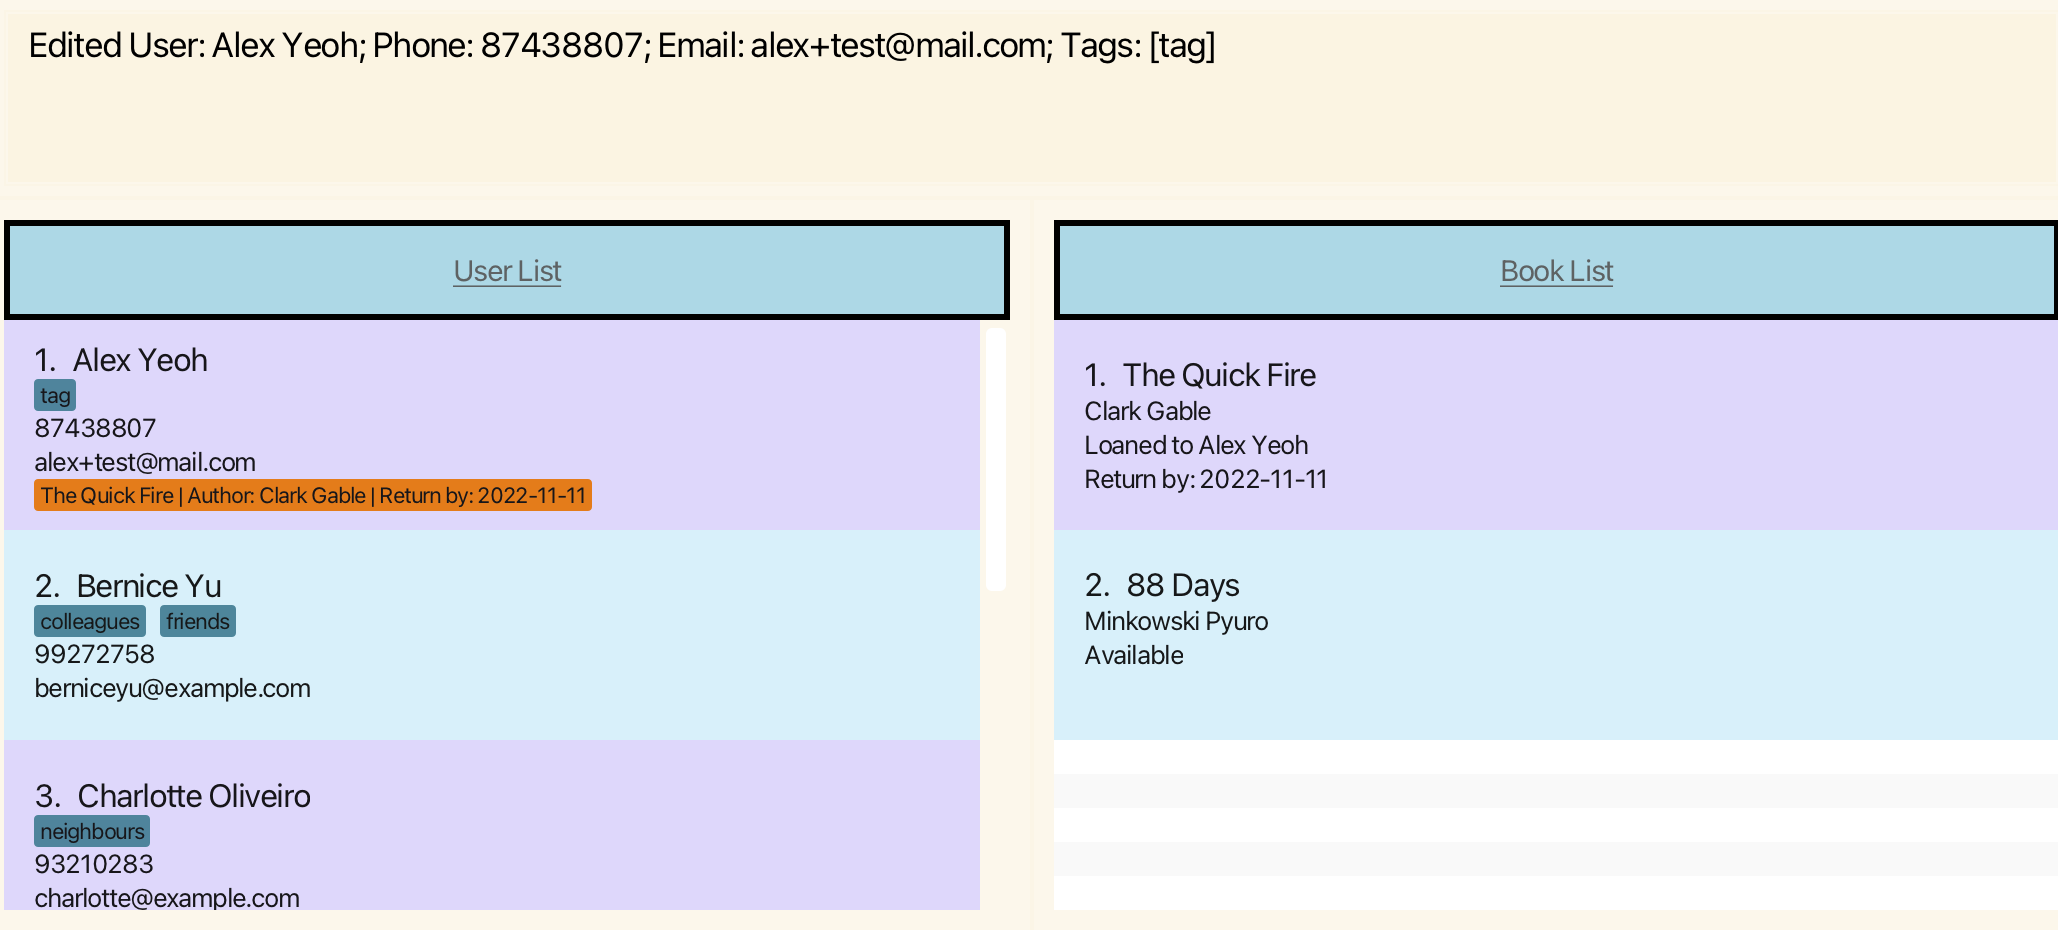 Edited User: Alex Yeoh; Phone: 87438807; Email: alex+test@mail.com; Tags: [tag]
User List
1. Alex Yeoh
tag
87438807
alex+test@mail.com
The Quick Fire | Author: Clark Gable | Return by: 2022-11-11
2. Bernice Yu
colleagues friends
99272758
berniceyu@example.com
3. Charlotte Oliveiro
neighbours
93210283
charlotte@example.com
Book List
1. The Quick Fire
Clark Gable
Loaned to Alex Yeoh
Return by: 2022-11-11
2. 88 Days
Minkowski Pyuro
Available